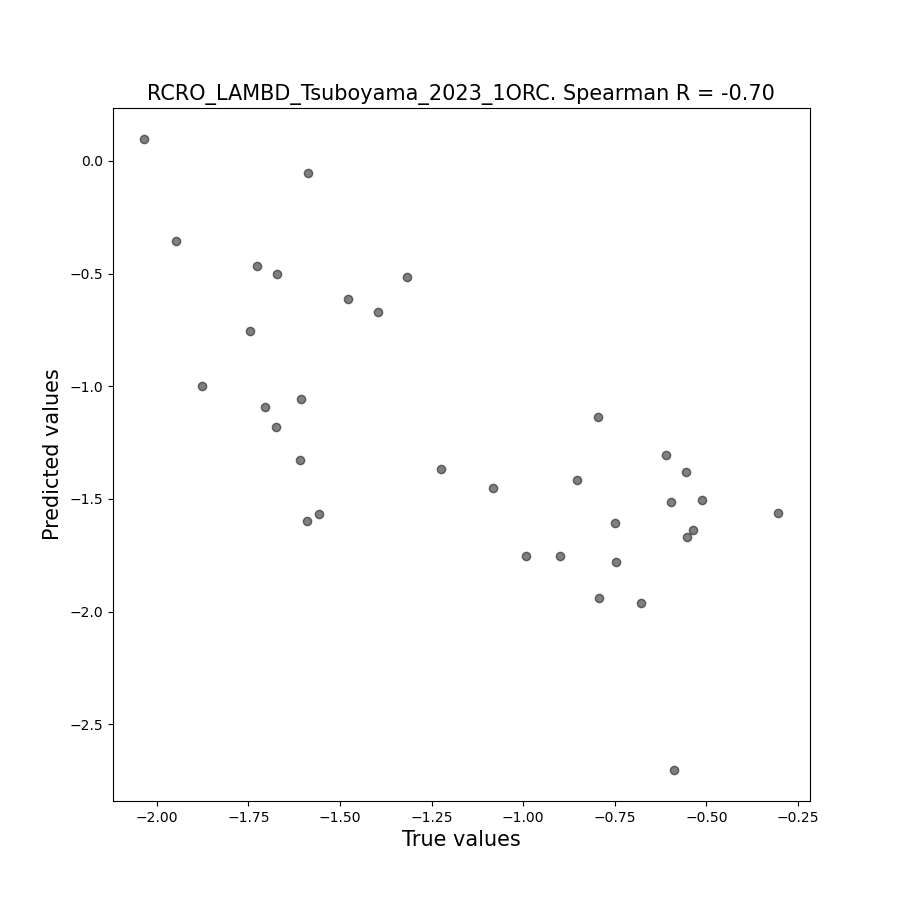 RCRO_LAMBD_Tsuboyama_2023_1ORC. Spearman R = -0.70
0.0
−0.5
−1.0
−1.5
−2.0
−2.5
Predicted values
−2.00 −1.75 −1.50 −1.25 −1.00 −0.75 −0.50 −0.25
True values